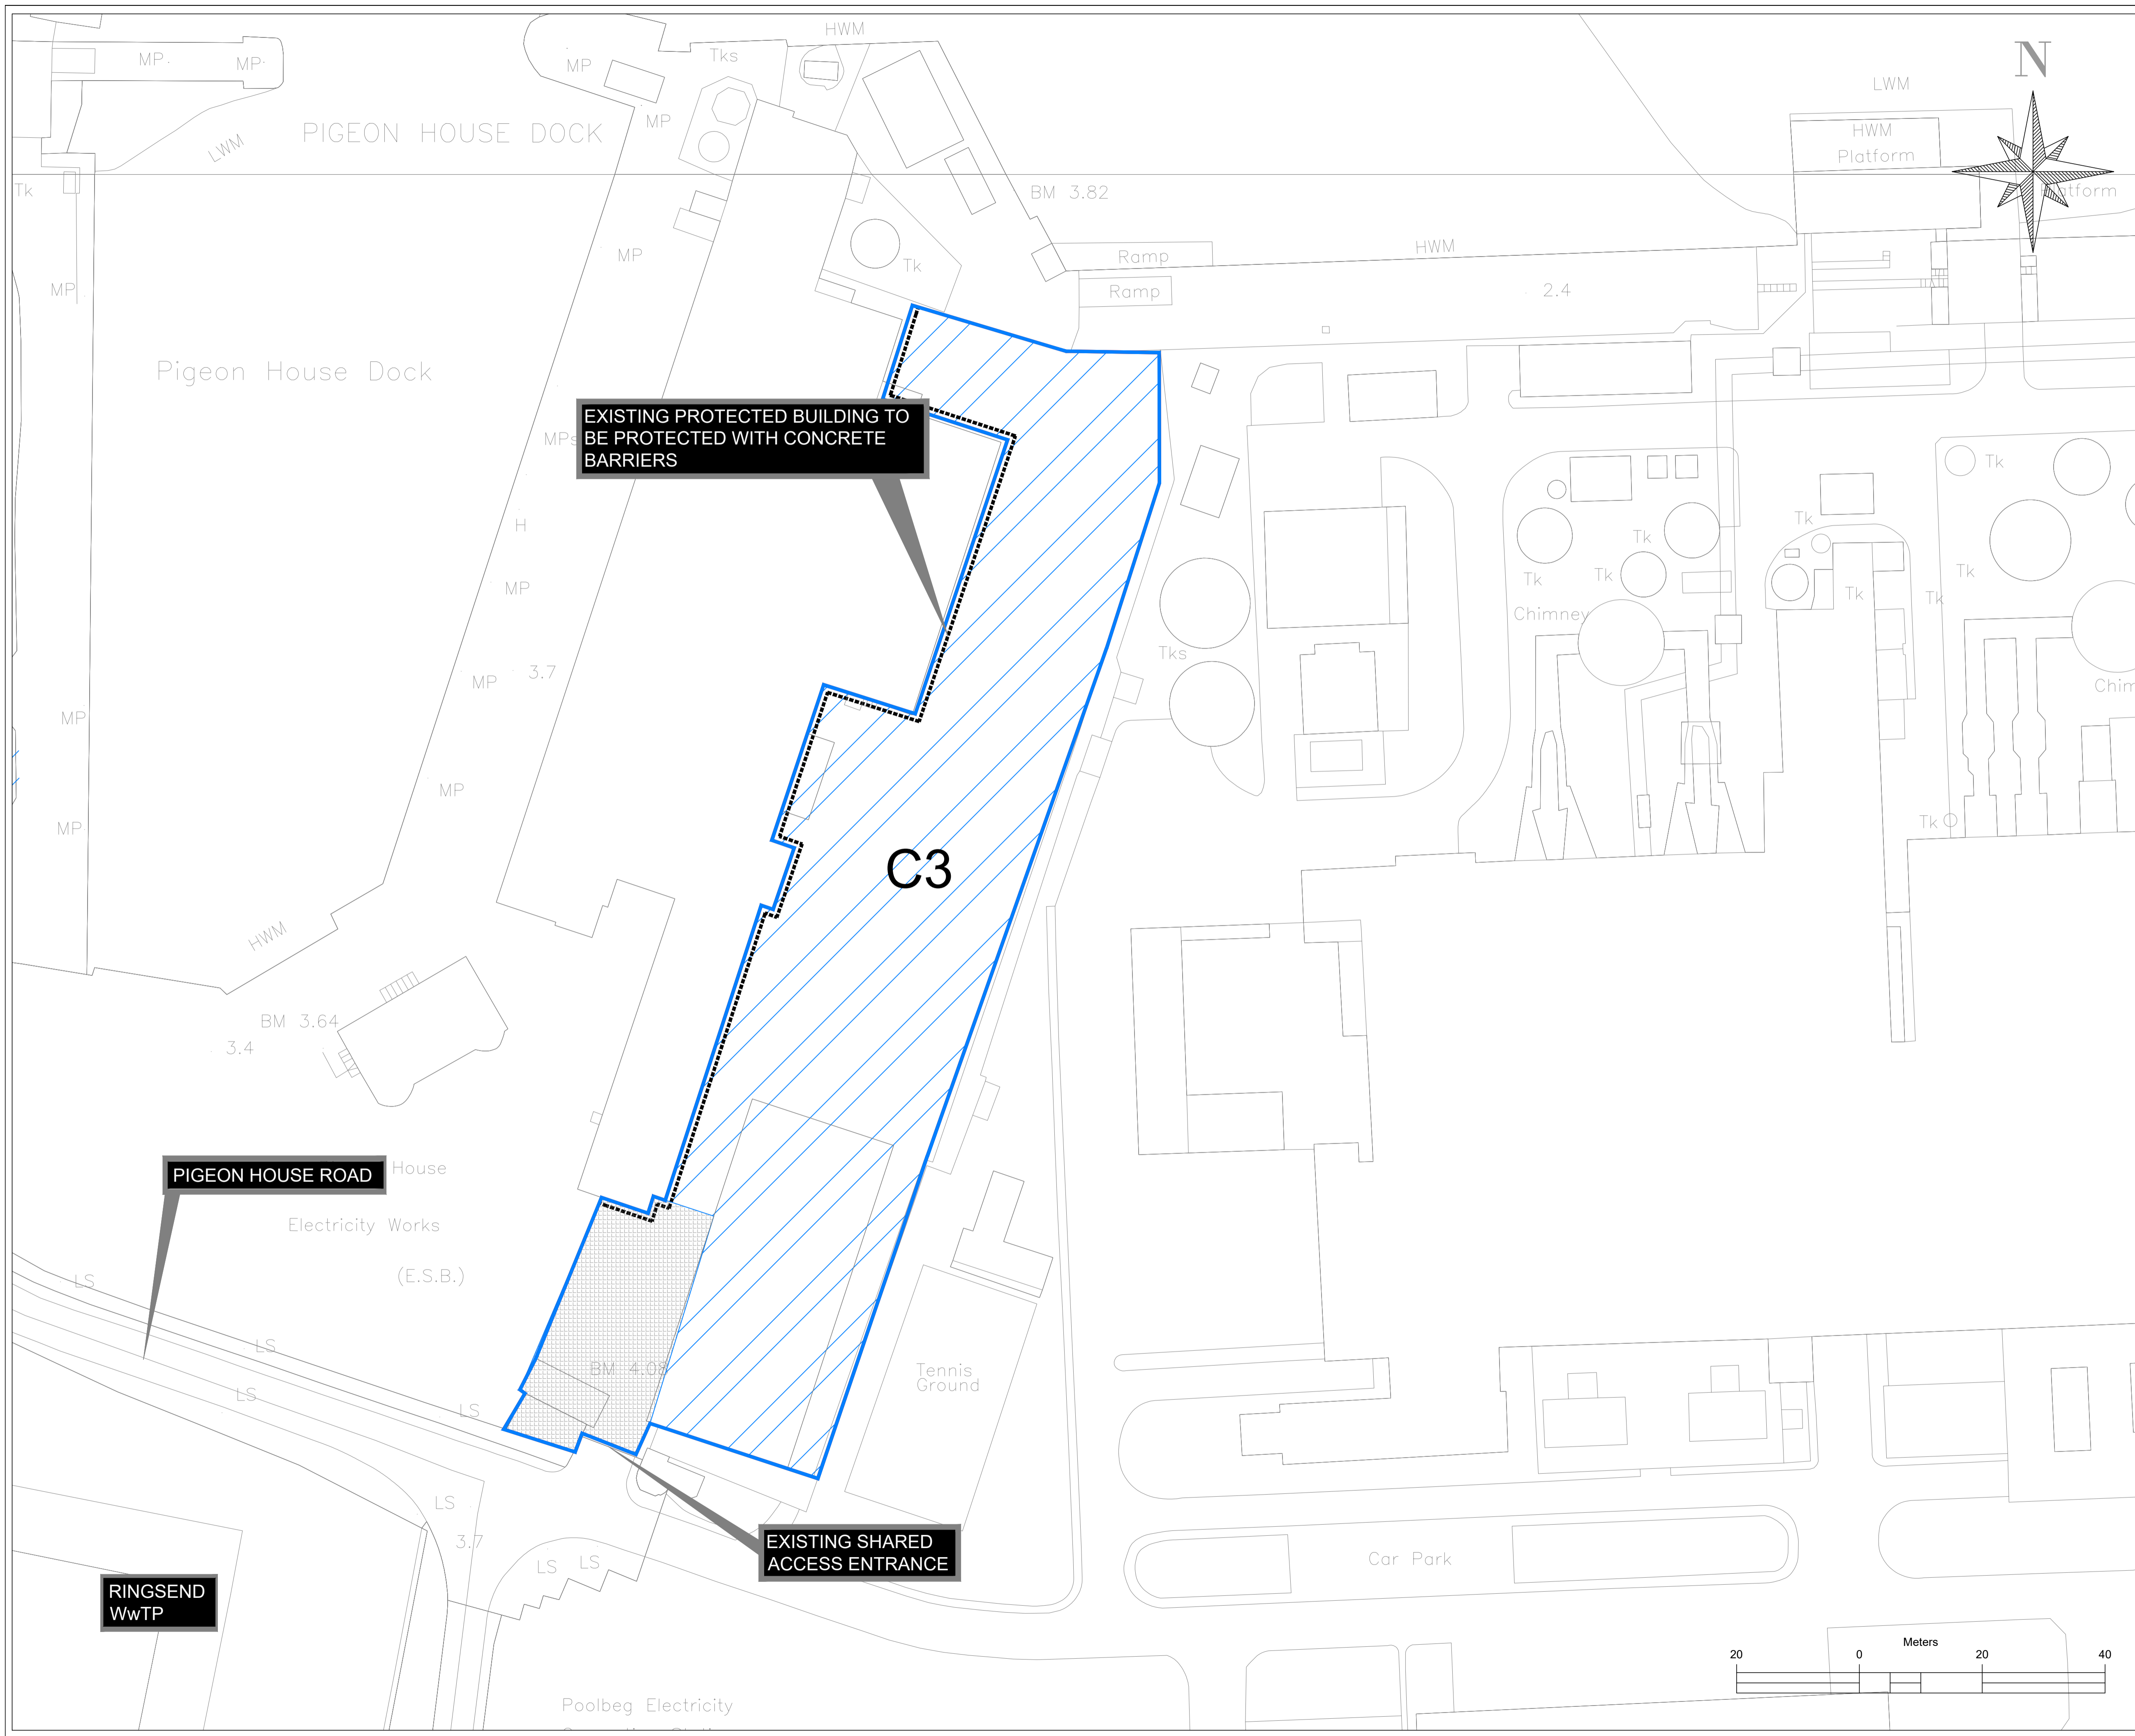 HWM
MP
MP
MP
Tks
N
LWM
PIGEON HOUSE DOCK
MP
HWM
Platform
LWM
Tk
BM 3.82
MP
HWM
Ramp
Tk
Ramp
MP
2.4
Pigeon House Dock
EXISTING PROTECTED BUILDING TO
BE PROTECTED WITH CONCRETE
BARRIERS
MPs
Tk
H
Tk
Tk
MP
Tk
Tk
Tk
Tk
Tk
Chimney
Tks
3.7
MP
MP
MP
Tk
MP
C3
HWM
BM 3.64
3.4
PIGEON HOUSE ROAD
House
Electricity Works
(E.S.B.)
LS
LS
BM 4.08
Tennis
Ground
LS
LS
LS
3.7
EXISTING SHARED
ACCESS ENTRANCE
LS
LS
Car Park
RINGSEND
WwTP
Meters
20 0 20 40
Poolbeg Electricity